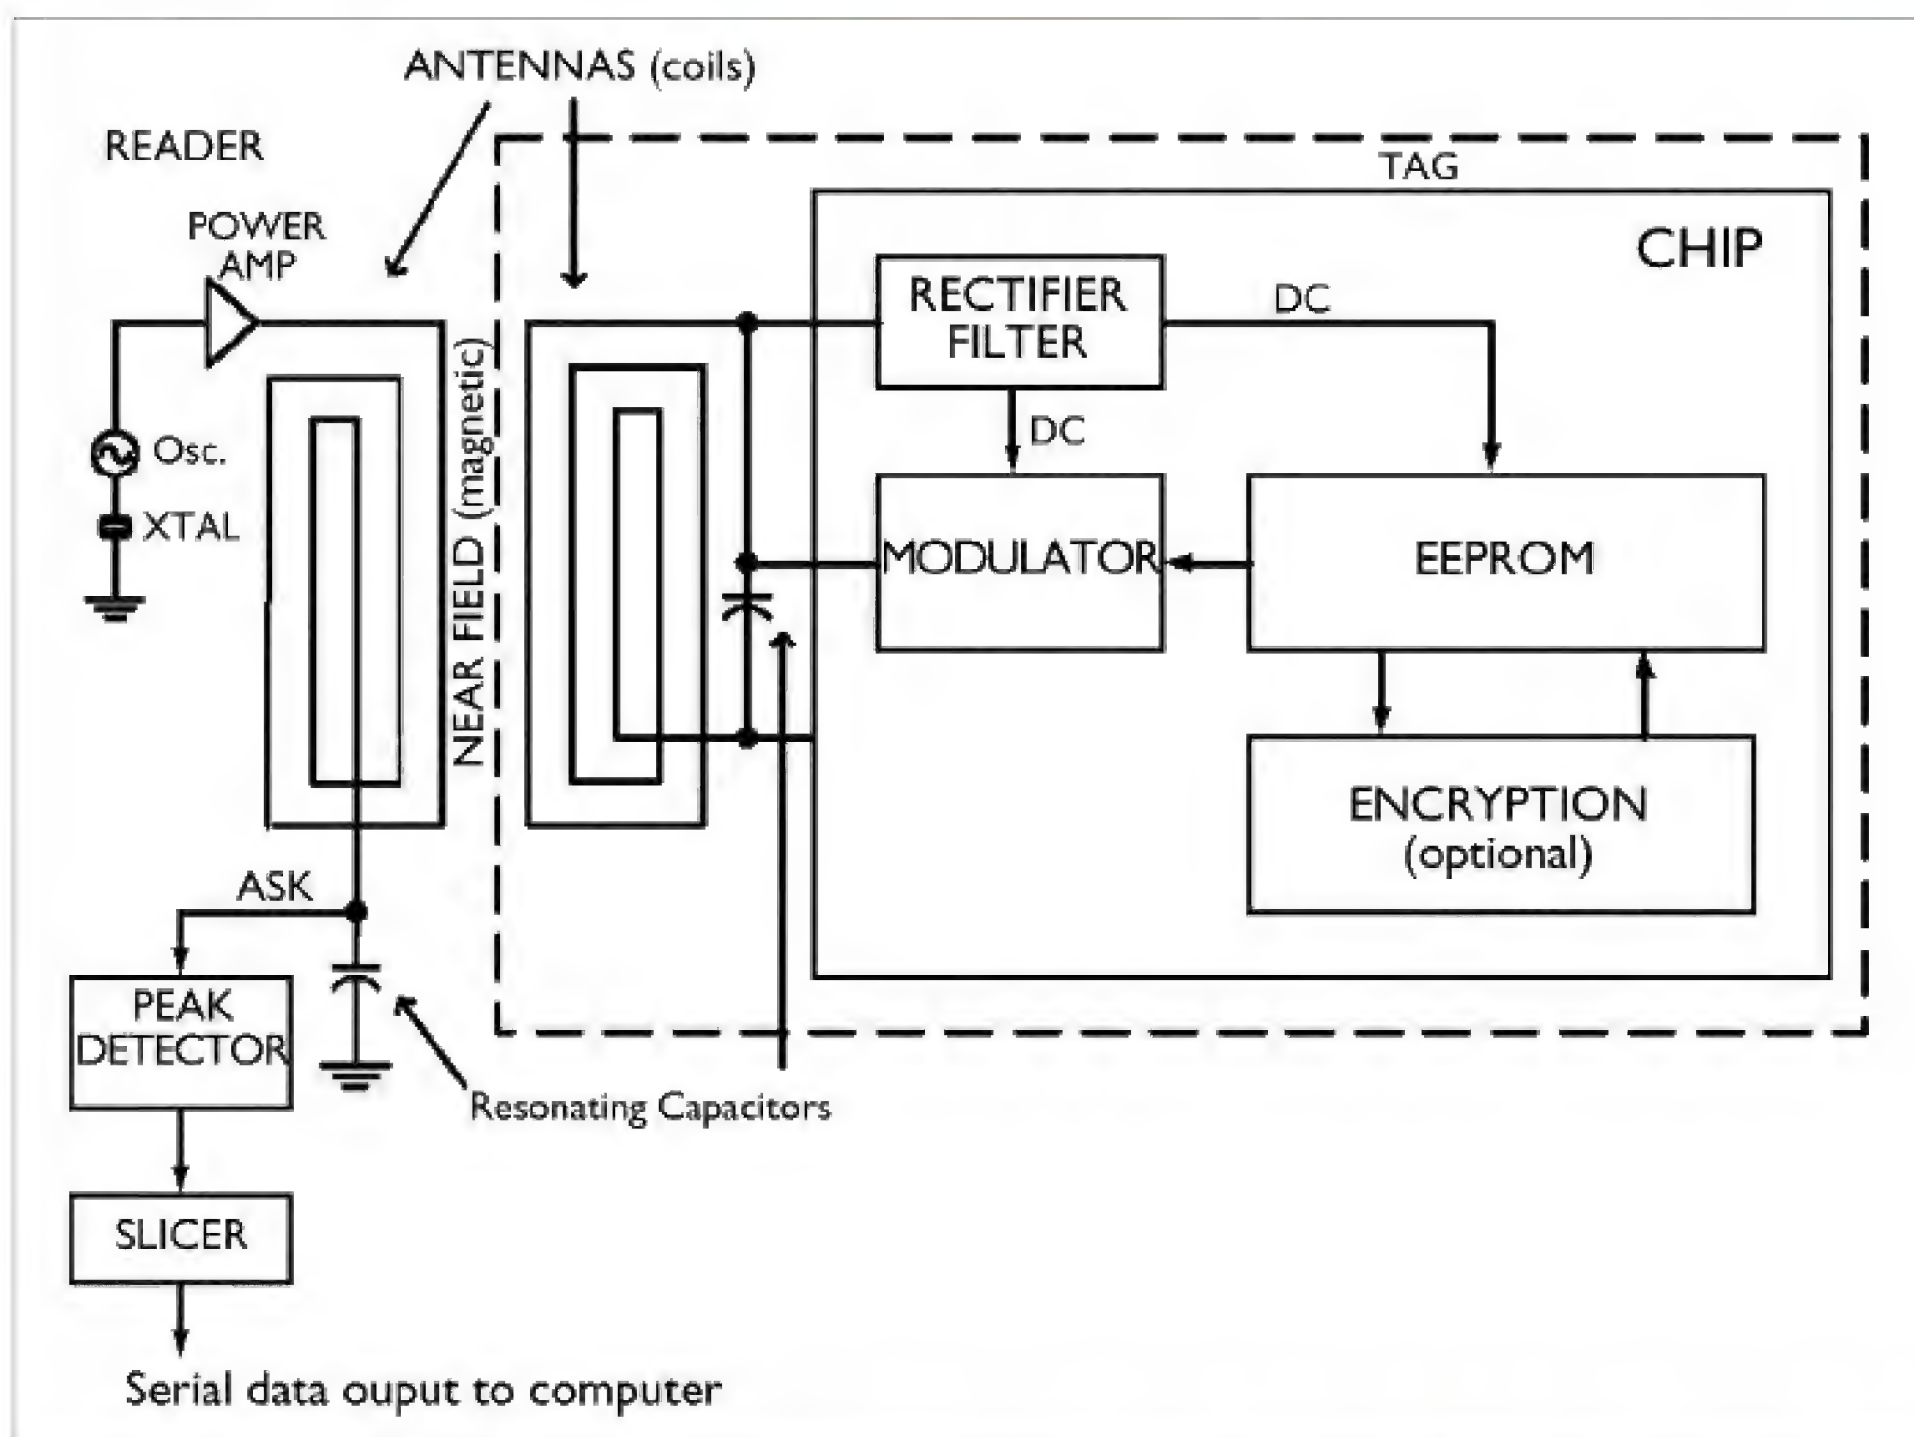 ANTENNAS (coils)
READER
TAG
POWER
AMP
CHIP
RECTIFIER
FILTER
DC
NEAR FIELD (magnetic)
DC
Osc.
XTAL
MODULATOR
EEPROM
ENCRYPTION
(optional)
ASK
PEAK
DETECTOR
Resonating Capacitors
SLICER
Serial data ouput to computer